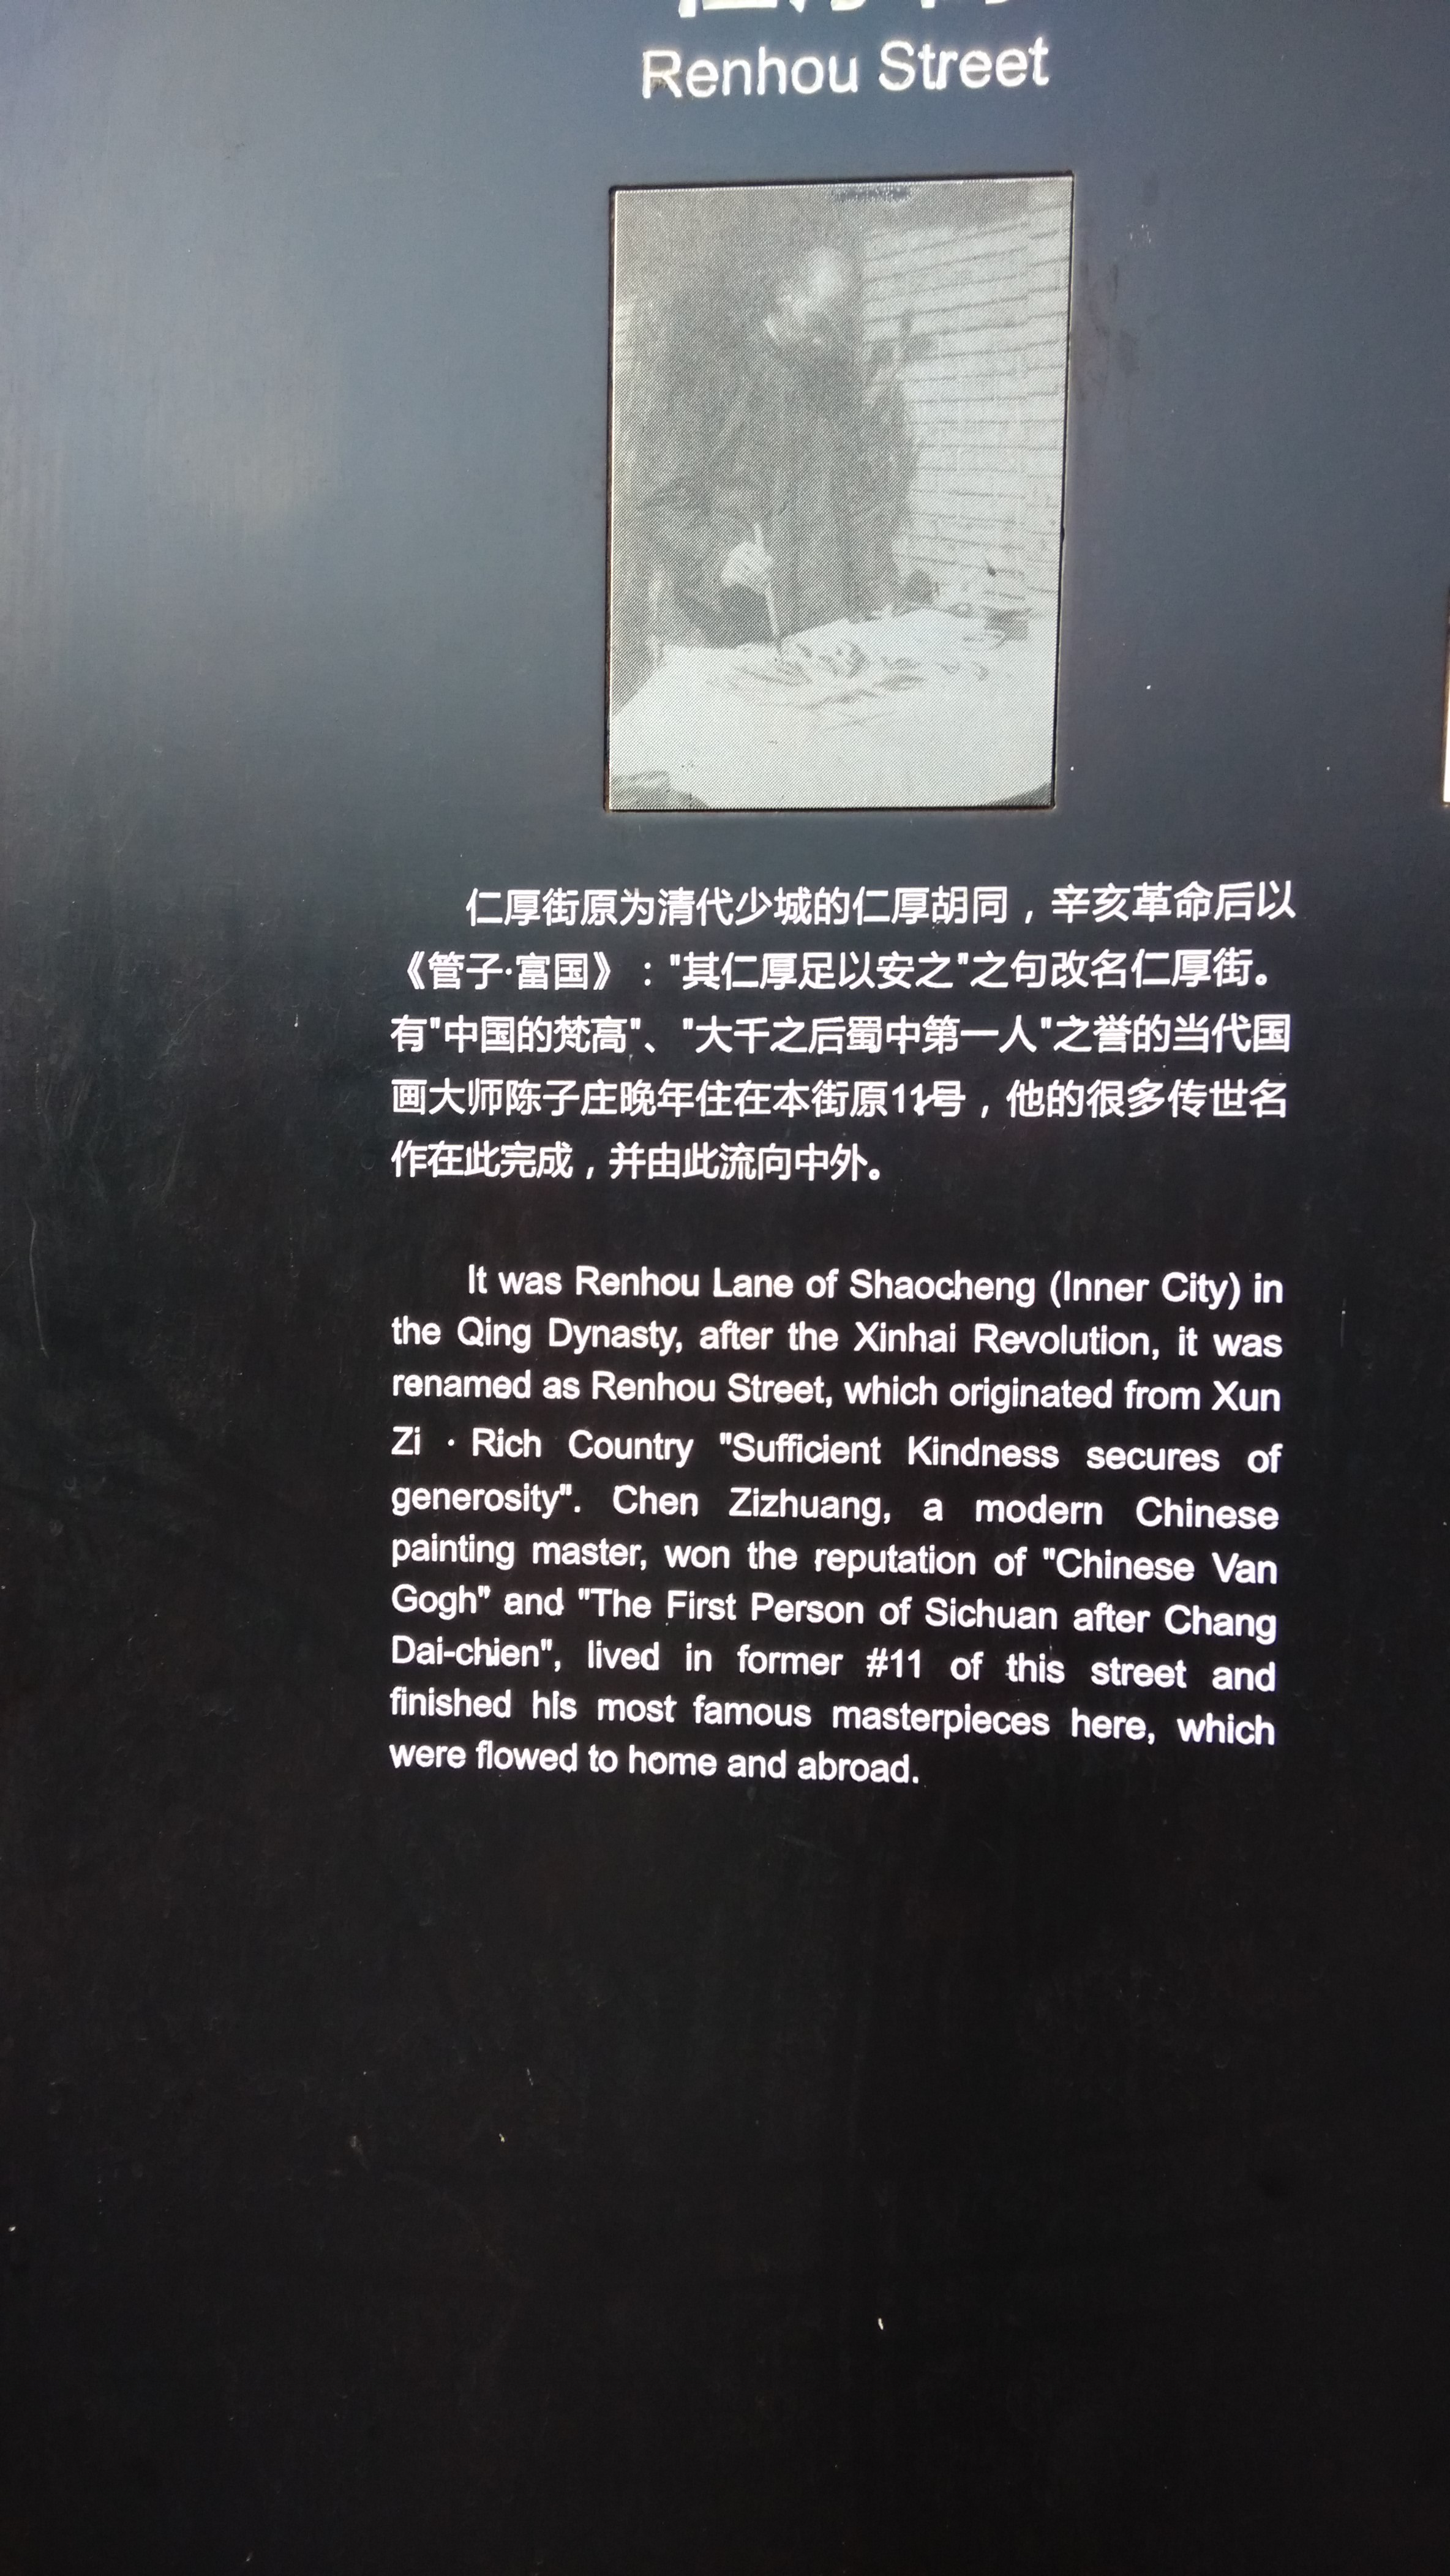 Renhou Street
仁厚街原为清代少城的仁厚胡同，辛亥革命后以
《管子·富国》："其仁厚足以安之"之句改名仁厚街。
有"中国的梵高"、"大千之后蜀中第一人"之誉的当代国
画大师陈子庄晚年住在本街原11号，他的很多传世名
作在此完成，并由此流向中外。
It was Renhou Lane of Shaocheng (Inner City) in
the Qing Dynasty, after the Xinhai Revolution, it was
renamed as Renhou Street, which originated from Xun
Zi · Rich Country "Sufficient Kindness secures of
generosity". Chen Zizhuang, a modern Chinese
painting master, won the reputation of "Chinese Van
Gogh" and "The First Person of Sichuan after Chang
Dai-chien", lived in former #11 of this street and
finished his most famous masterpieces here, which
were flowed to home and abroad.